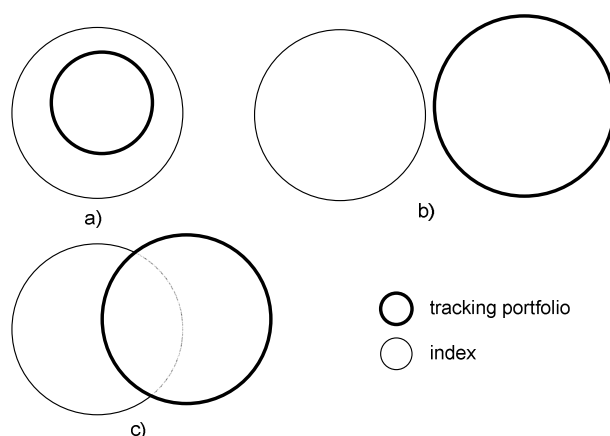 a)
b)
tracking portfolio
index
c)